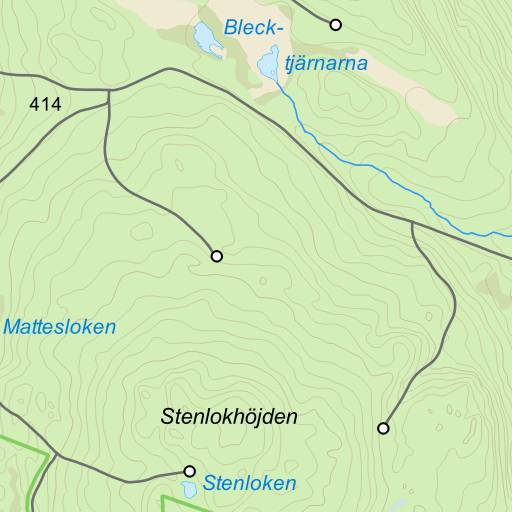 Bleck-
tjärnarna
414
Mattesloken
Stenlokhöjden
Stenloken